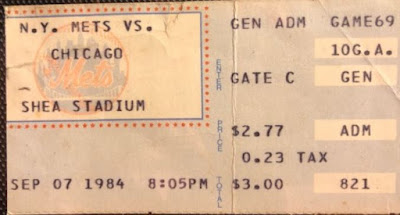 N.Y. METS VS.
CHICAGO
Mets
SHEA STADIUM
SEP 07 1984 8:05PM
ENTER
PRICE
TOTAL
GEN ADM GAME69
10G.A.
GATE C GEN
$2.77 ADM
0.23 TAX
$3.00 821